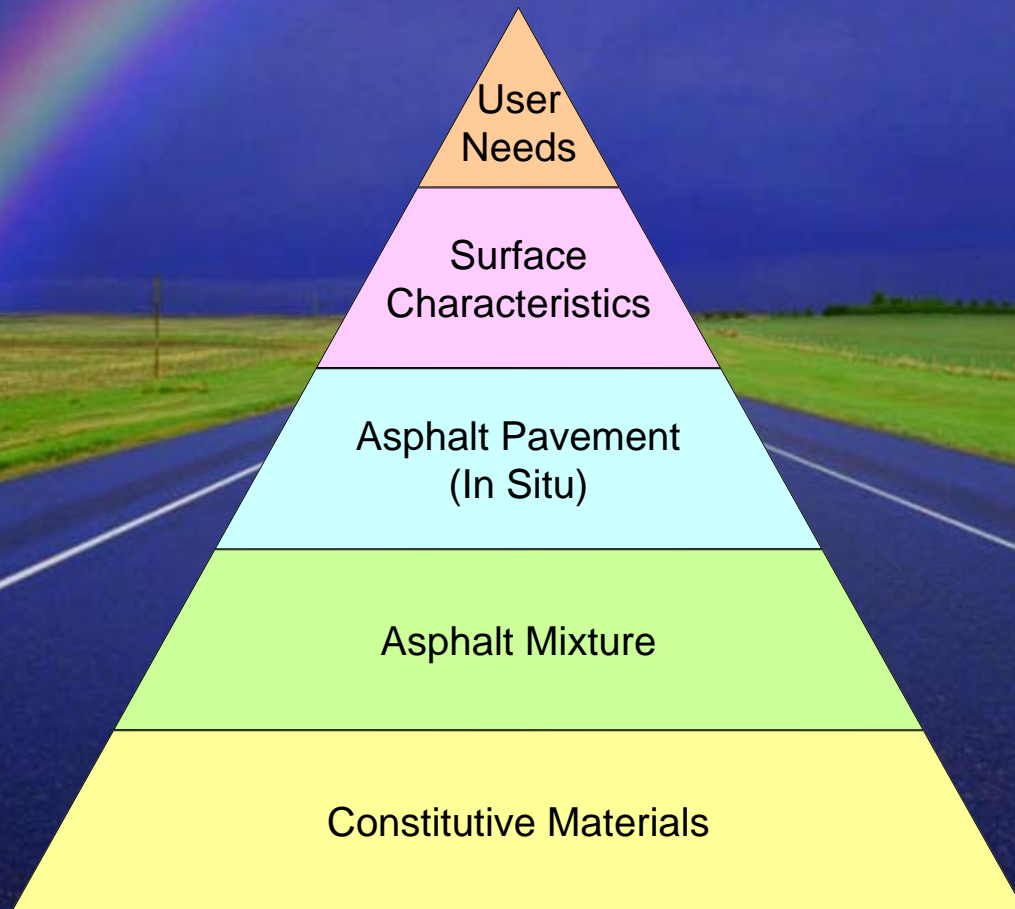 User
Needs
Surface
Characteristics
Asphalt Pavement
(In Situ)
Asphalt Mixture
Constitutive Materials